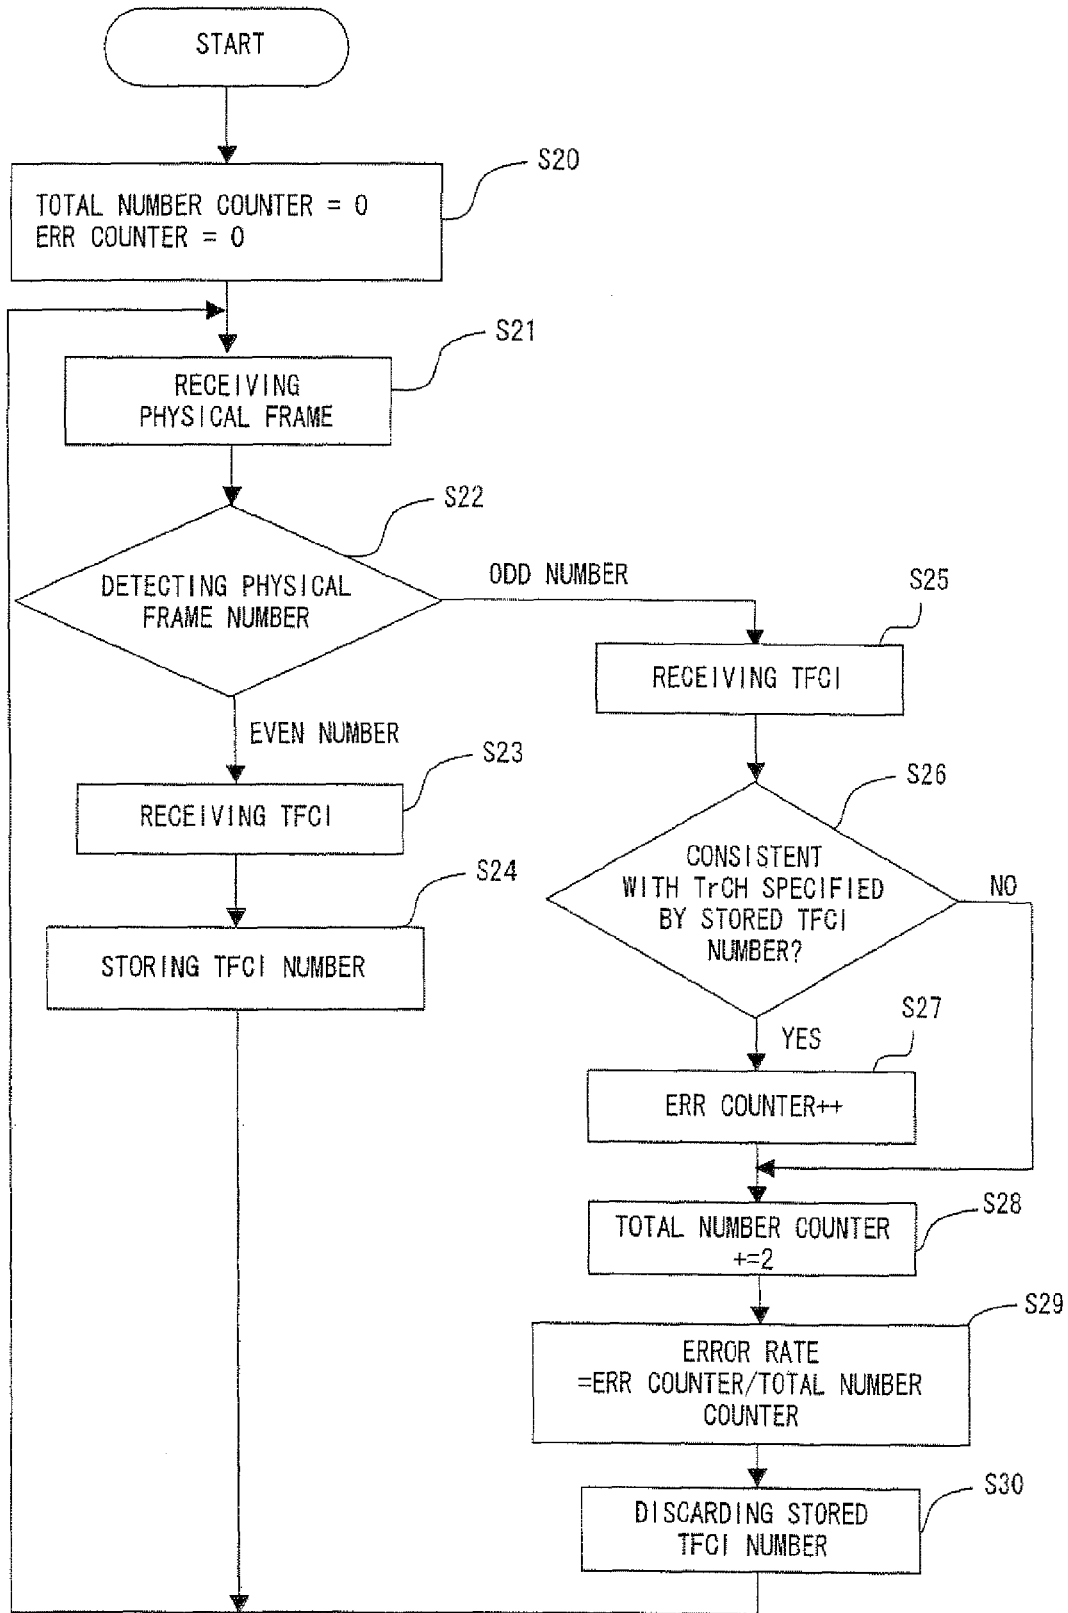 START
S20
TOTAL NUMBER COUNTER = 0
ERR COUNTER = 0
S21
RECEIVING
PHYSICAL FRAME
S22
DETECTING PHYSICAL
FRAME NUMBER
ODD NUMBER
EVEN NUMBER
S23
RECEIVING TFCI
S24
STORING TFCI NUMBER
S25
RECEIVING TFCI
S26
CONSISTENT
WITH TrCH SPECIFIED
BY STORED TFCI
NUMBER?
NO
YES
S27
ERR COUNTER++
S28
TOTAL NUMBER COUNTER
+=2
S29
ERROR RATE
=ERR COUNTER/TOTAL NUMBER
COUNTER
S30
DISCARDING STORED
TFCI NUMBER